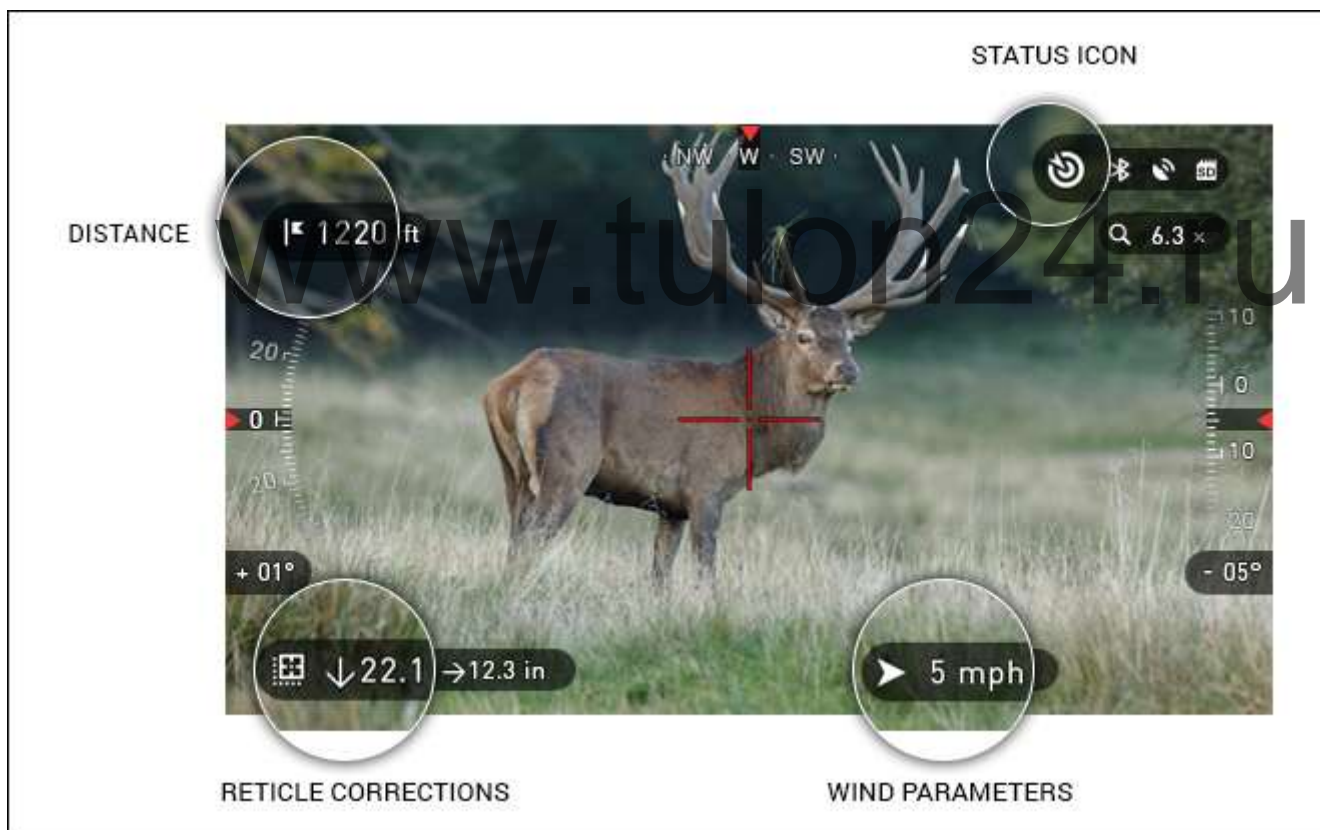 STATUS ICON
NW · W · SW ·
SD
DISTANCE
1220 ft
6.3 ×
www.tulon24.ru
10
20
0
0
10
20
20
+ 01°
- 05°
↓22.1 →12.3 in
5 mph
RETICLE CORRECTIONS
WIND PARAMETERS